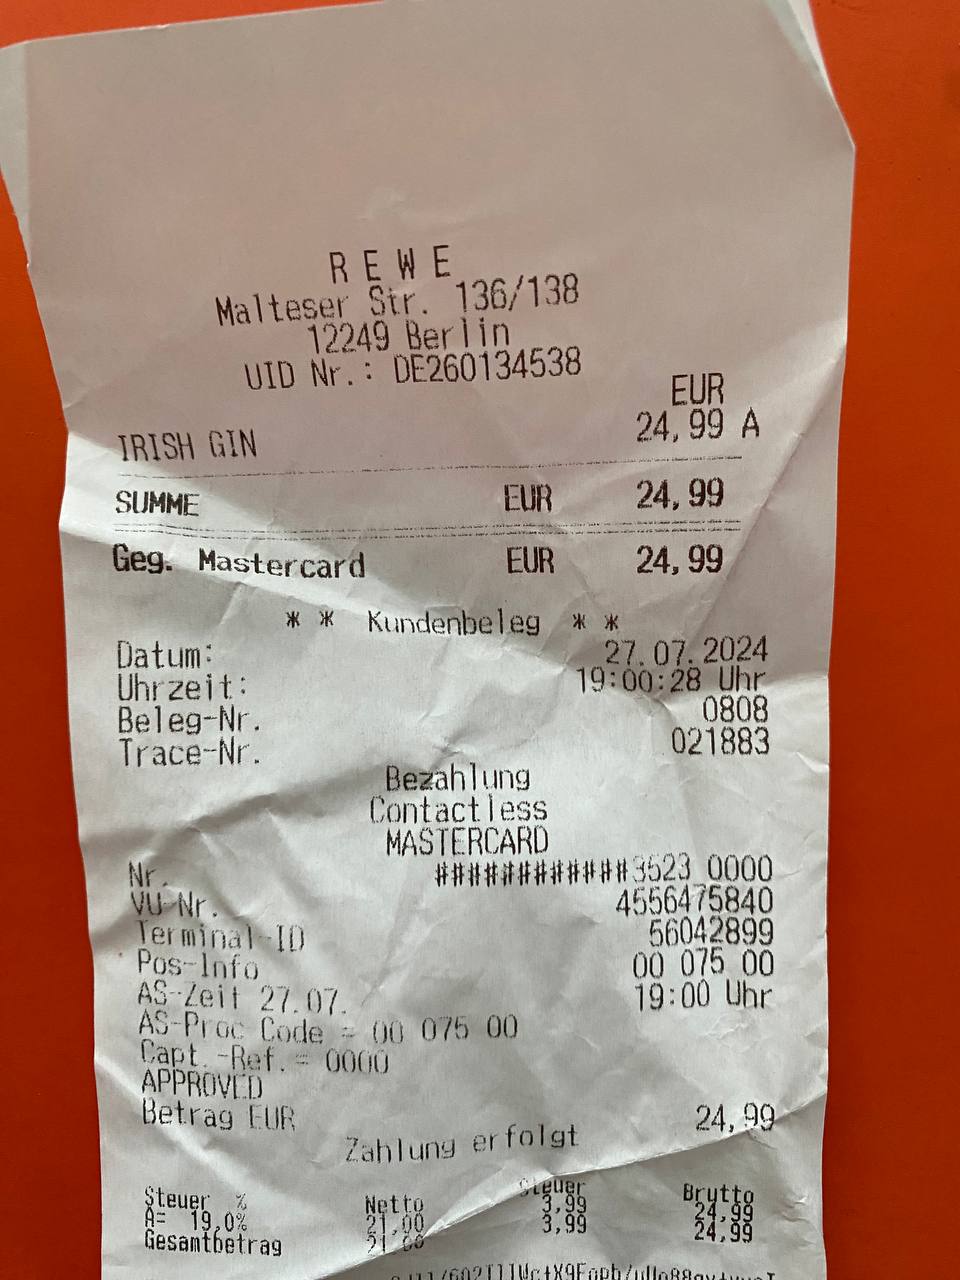 R E W E
Malteser Str. 136/138
12249 Berlin
UID Nr.: DE260134538
EUR
IRISH GIN 24,99 A
SUMME EUR 24,99
Geg. Mastercard EUR 24,99
* * Kundenbeleg * *
Datum: 27.07.2024
Uhrzeit: 19:00:28 Uhr
Beleg-Nr. 0808
Trace-Nr. 021883
Bezahlung
Contactless
MASTERCARD
Nr. ############3523 0000
VU-Nr. 4556475840
Terminal-ID 56042899
Pos-Info 00 075 00
AS-Zeit 27.07. 19:00 Uhr
AS-Proc Code = 00 075 00
Capt.-Ref.= 0000
APPROVED
Betrag EUR 24,99
Zahlung erfolgt
Steuer % Netto Steuer Brutto
A= 19,0% 21,00 3,99 24,99
Gesamtbetrag 21,00 3,99 24,99